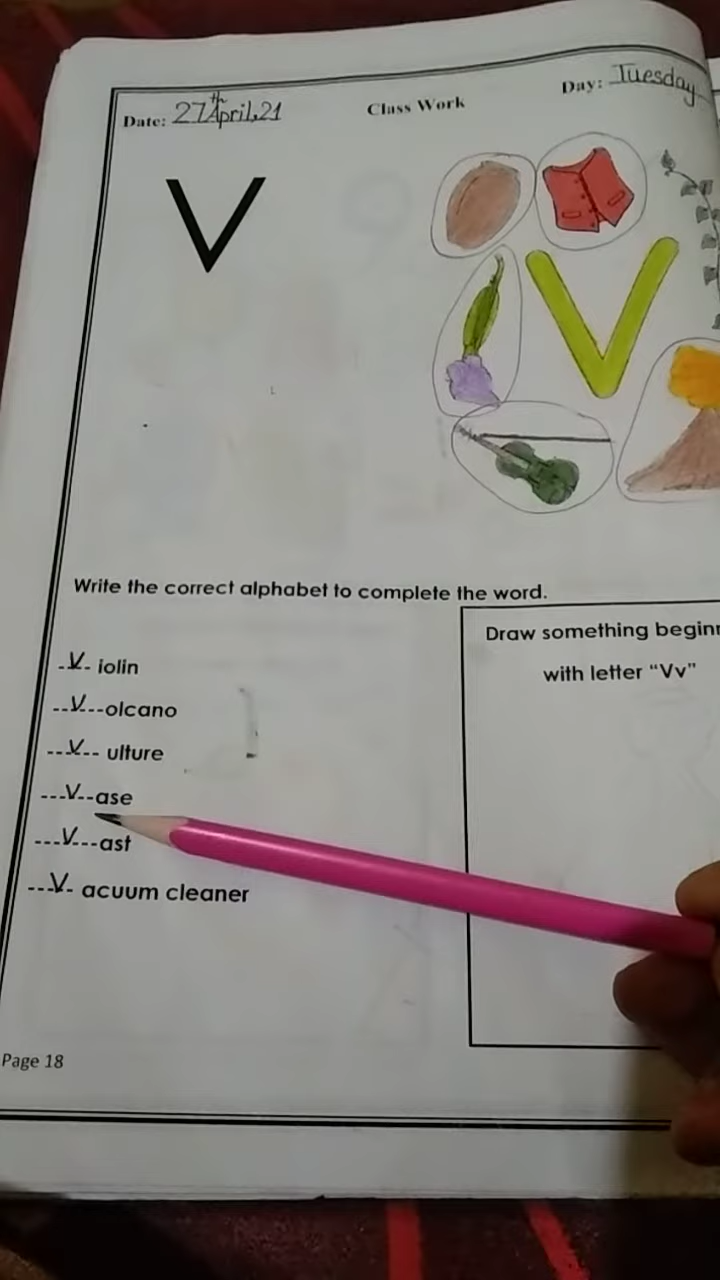 Date: 27th April,21 Class Work Day: Tuesday
V
V
Write the correct alphabet to complete the word.
Draw something
with letter “Vv”
-V- iolin
--V---olcano
---V-- ulture
---V--ase
---V---ast
---V- acuum cleaner
Page 18